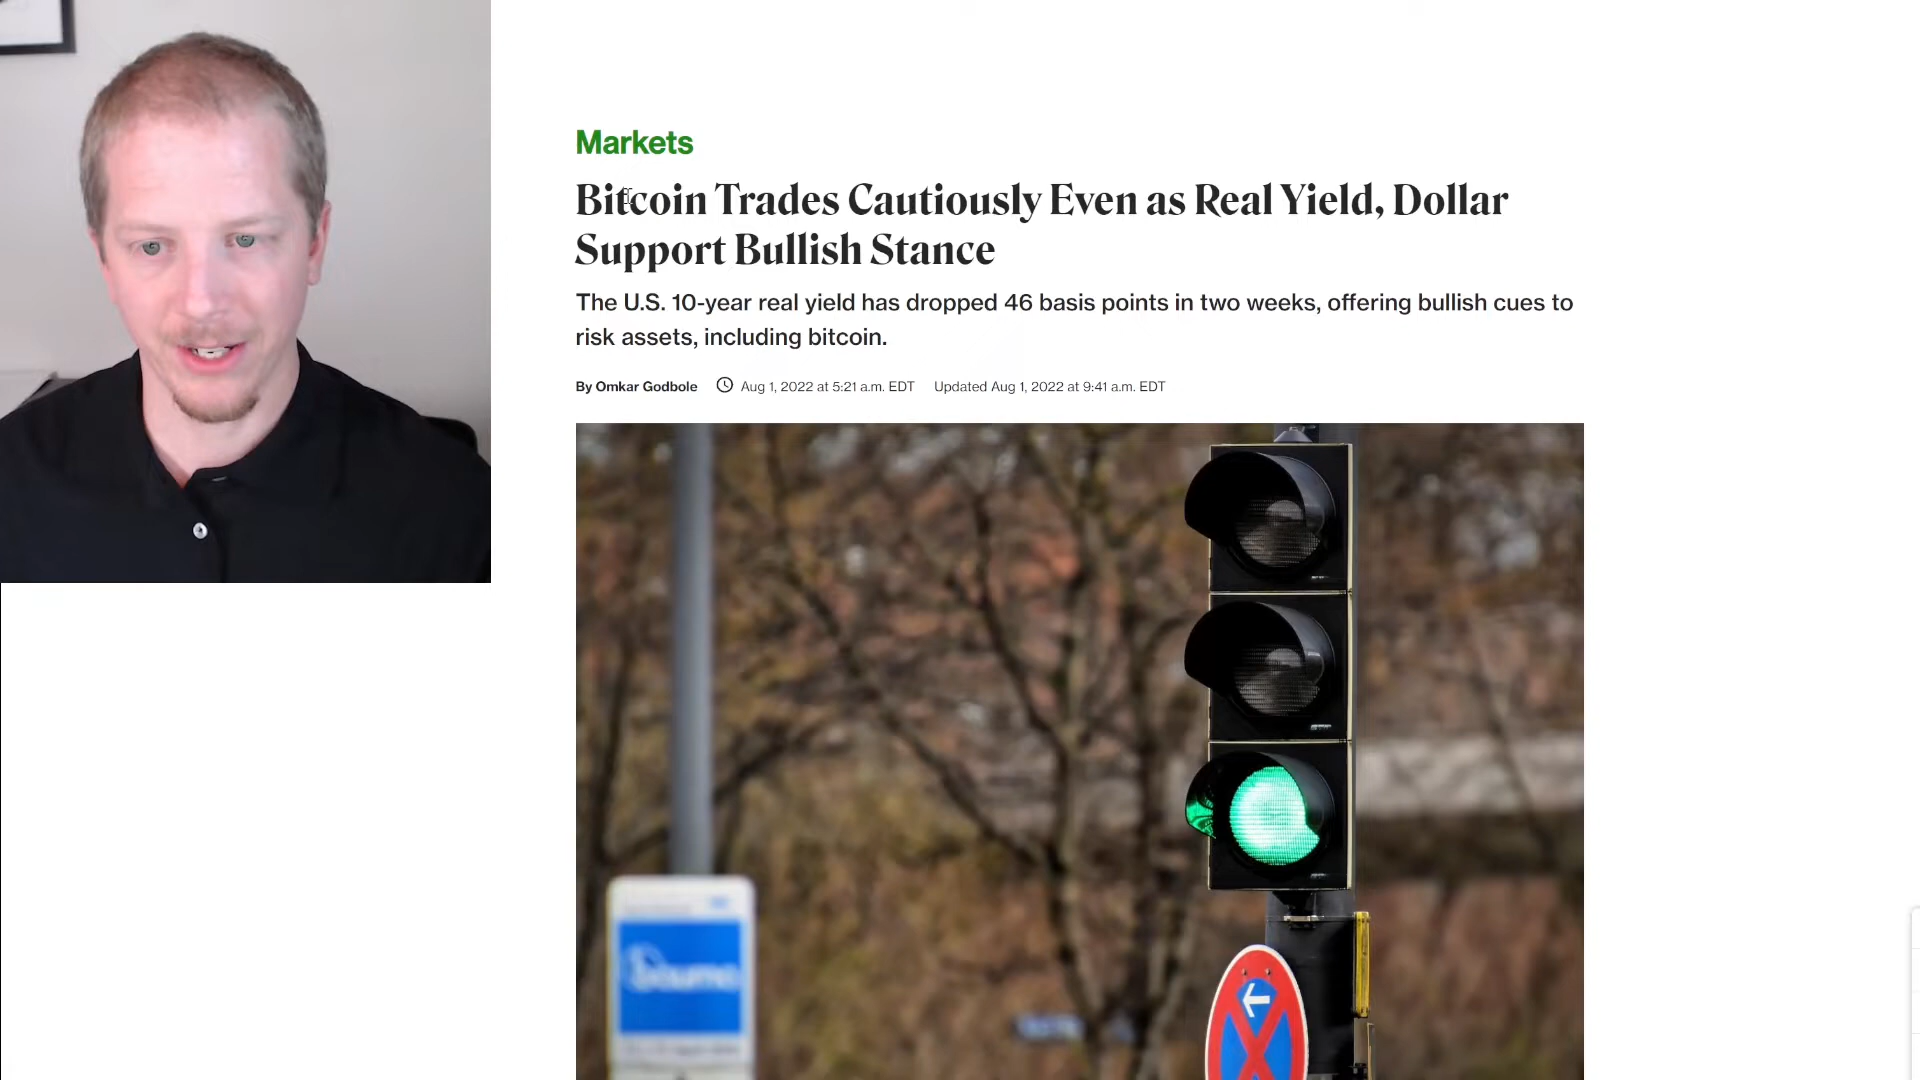 Markets
Bitcoin Trades Cautiously Even as Real Yield, Dollar
Support Bullish Stance
The U.S. 10-year real yield has dropped 46 basis points in two weeks, offering bullish cues to
risk assets, including bitcoin.
By Omkar Godbole Aug 1, 2022 at 5:21 a.m. EDT Updated Aug 1, 2022 at 9:41 a.m. EDT